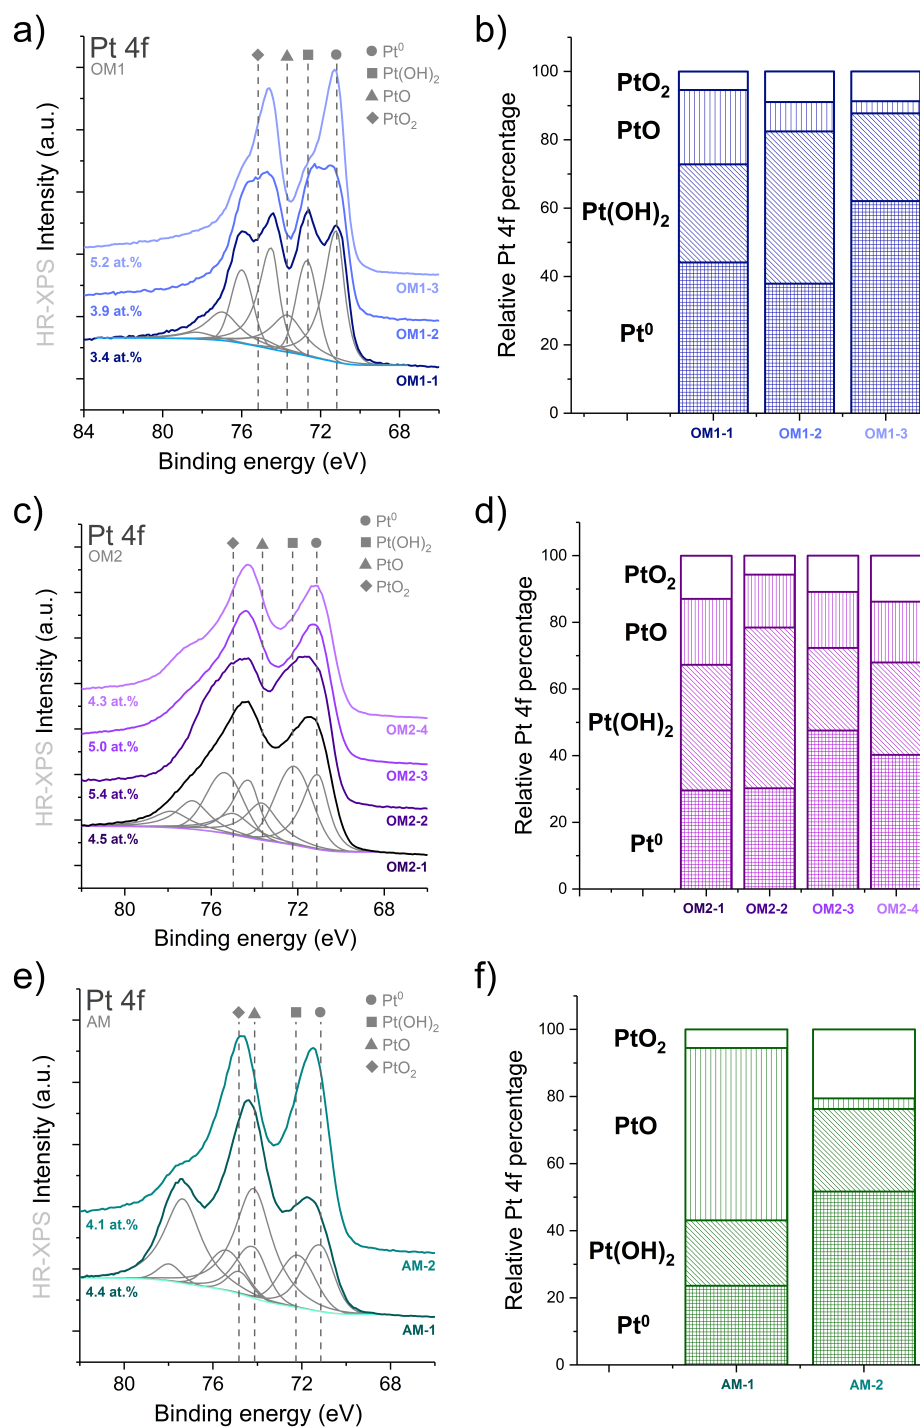 a)
Pt 4f
OM1
Pt⁰
Pt(OH)₂
PtO
PtO₂
HR-XPS Intensity (a.u.)
5.2 at.%
OM1-3
3.9 at.%
OM1-2
3.4 at.%
OM1-1
84 80 76 72 68
Binding energy (eV)
b)
Relative Pt 4f percentage
100
80
60
40
20
0
PtO₂
PtO
Pt(OH)₂
Pt⁰
OM1-1 OM1-2 OM1-3
c)
Pt 4f
OM2
Pt⁰
Pt(OH)₂
PtO
PtO₂
HR-XPS Intensity (a.u.)
4.3 at.%
OM2-4
5.0 at.%
OM2-3
5.4 at.%
OM2-2
4.5 at.%
OM2-1
80 76 72 68
Binding energy (eV)
d)
Relative Pt 4f percentage
100
80
60
40
20
0
PtO₂
PtO
Pt(OH)₂
Pt⁰
OM2-1 OM2-2 OM2-3 OM2-4
e)
Pt 4f
AM
Pt⁰
Pt(OH)₂
PtO
PtO₂
HR-XPS Intensity (a.u.)
4.1 at.%
AM-2
4.4 at.%
AM-1
80 76 72 68
Binding energy (eV)
f)
Relative Pt 4f percentage
100
80
60
40
20
0
PtO₂
PtO
Pt(OH)₂
Pt⁰
AM-1 AM-2